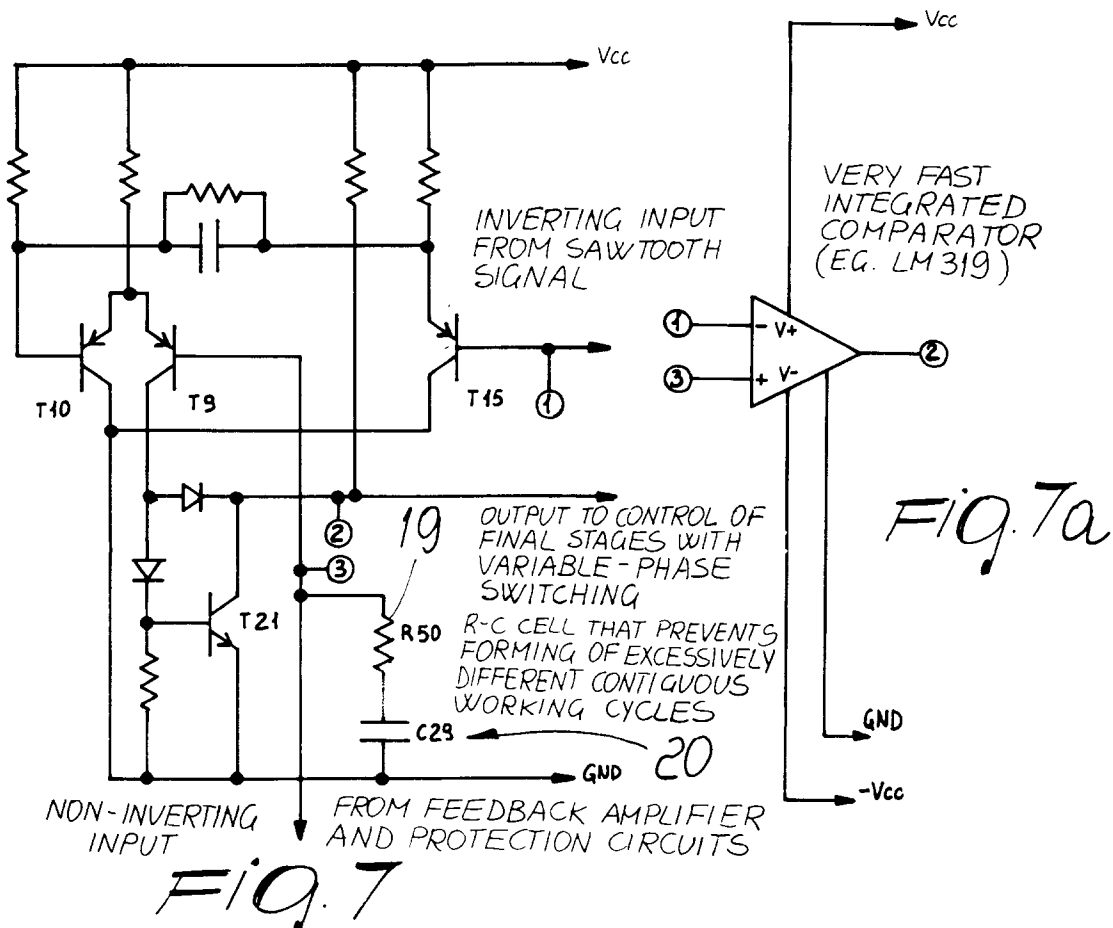 Vcc
Vcc
VERY FAST
INTEGRATED
COMPARATOR
(EG. LM319)
INVERTING INPUT
FROM SAWTOOTH
SIGNAL
1
- V+
2
3
+ V-
T10
T9
T15
1
2
19
3
OUTPUT TO CONTROL OF
FINAL STAGES WITH
VARIABLE-PHASE
SWITCHING
Fig. 7a
T21
R50
R-C CELL THAT PREVENTS
FORMING OF EXCESSIVELY
DIFFERENT CONTIGUOUS
WORKING CYCLES
C29
20
GND
GND
-Vcc
NON-INVERTING
INPUT
FROM FEEDBACK AMPLIFIER
AND PROTECTION CIRCUITS
Fig. 7